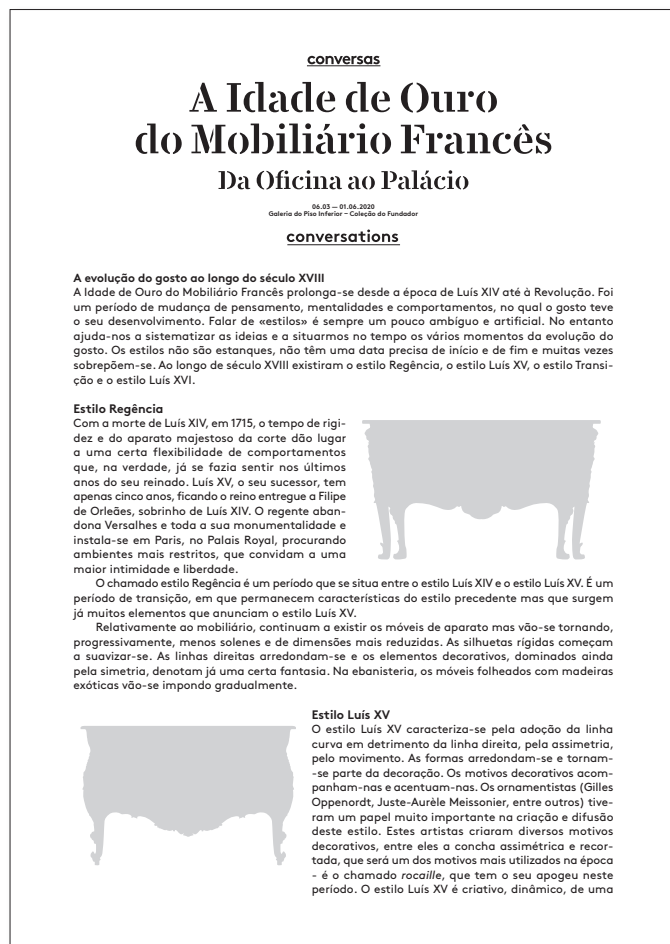 conversas
A Idade de Ouro
do Mobiliário Francês
Da Oficina ao Palácio
06.03 — 01.06.2020
Galeria do Piso Inferior – Coleção do Fundador
conversations
A evolução do gosto ao longo do século XVIII
A Idade de Ouro do Mobiliário Francês prolonga-se desde a época de Luís XIV até à Revolução. Foi
um período de mudança de pensamento, mentalidades e comportamentos, no qual o gosto teve
o seu desenvolvimento. Falar de «estilos» é sempre um pouco ambíguo e artificial. No entanto
ajuda-nos a sistematizar as ideias e a situarmos no tempo os vários momentos da evolução do
gosto. Os estilos não são estanques, não têm uma data precisa de início e de fim e muitas vezes
sobrepõem-se. Ao longo de século XVIII existiram o estilo Regência, o estilo Luís XV, o estilo Transi-
ção e o estilo Luís XVI.
Estilo Regência
Com a morte de Luís XIV, em 1715, o tempo de rigi-
dez e do aparato majestoso da corte dão lugar
a uma certa flexibilidade de comportamentos
que, na verdade, já se fazia sentir nos últimos
anos do seu reinado. Luís XV, o seu sucessor, tem
apenas cinco anos, ficando o reino entregue a Filipe
de Orleães, sobrinho de Luís XIV. O regente aban-
dona Versalhes e toda a sua monumentalidade e
instala-se em Paris, no Palais Royal, procurando
ambientes mais restritos, que convidam a uma
maior intimidade e liberdade.
O chamado estilo Regência é um período que se situa entre o estilo Luís XIV e o estilo Luís XV. É um
período de transição, em que permanecem características do estilo precedente mas que surgem
já muitos elementos que anunciam o estilo Luís XV.
Relativamente ao mobiliário, continuam a existir os móveis de aparato mas vão-se tornando,
progressivamente, menos solenes e de dimensões mais reduzidas. As silhuetas rígidas começam
a suavizar-se. As linhas direitas arredondam-se e os elementos decorativos, dominados ainda
pela simetria, denotam já uma certa fantasia. Na ebanisteria, os móveis folheados com madeiras
exóticas vão-se impondo gradualmente.
Estilo Luís XV
O estilo Luís XV caracteriza-se pela adoção da linha
curva em detrimento da linha direita, pela assimetria,
pelo movimento. As formas arredondam-se e tornam-
-se parte da decoração. Os motivos decorativos acom-
panham-nas e acentuam-nas. Os ornamentistas (Gilles
Oppenordt, Juste-Aurèle Meissonier, entre outros) tive-
ram um papel muito importante na criação e difusão
deste estilo. Estes artistas criaram diversos motivos
decorativos, entre eles a concha assimétrica e recor-
tada, que será um dos motivos mais utilizados na época
- é o chamado rocaille, que tem o seu apogeu neste
período. O estilo Luís XV é criativo, dinâmico, de uma